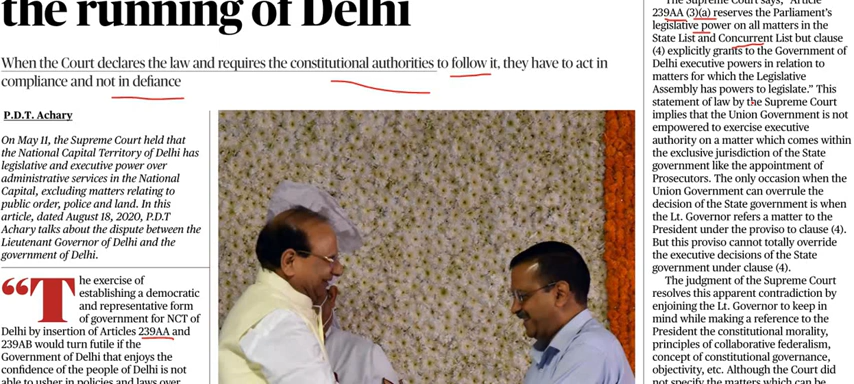 the running of Delhi
When the Court declares the law and requires the constitutional authorities to follow it, they have to act in
compliance and not in defiance
P.D.T. Achary
On May 11, the Supreme Court held that
the National Capital Territory of Delhi has
legislative and executive power over
administrative services in the National
Capital, excluding matters relating to
public order, police and land. In this
article, dated August 18, 2020, P.D.T
Achary talks about the dispute between the
Lieutenant Governor of Delhi and the
government of Delhi.
“The exercise of
establishing a democratic
and representative form
of government for NCT of
Delhi by insertion of Articles 239AA and
239AB would turn futile if the
Government of Delhi that enjoys the
confidence of the people of Delhi is not
able to usher in policies and laws over
The Supreme Court says, “Article
239AA (3)(a) reserves the Parliament’s
legislative power on all matters in the
State List and Concurrent List but clause
(4) explicitly grants to the Government of
Delhi executive powers in relation to
matters for which the Legislative
Assembly has powers to legislate.” This
statement of law by the Supreme Court
implies that the Union Government is not
empowered to exercise executive
authority on a matter which comes within
the exclusive jurisdiction of the State
government like the appointment of
Prosecutors. The only occasion when the
Union Government can overrule the
decision of the State government is when
the Lt. Governor refers a matter to the
President under the proviso to clause (4).
But this proviso cannot totally override
the executive decisions of the State
government under clause (4).
The judgment of the Supreme Court
resolves this apparent contradiction by
enjoining the Lt. Governor to keep in
mind while making a reference to the
President the constitutional morality,
principles of collaborative federalism,
concept of constitutional governance,
objectivity, etc. Although the Court did
not specify the matters which can be